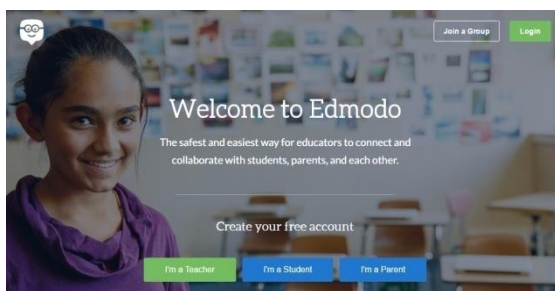 Join a Group
Login
Welcome to Edmodo
The safest and easiest way for educators to connect and
collaborate with students, parents, and each other.
Create your free account
I'm a Teacher
I'm a Student
I'm a Parent